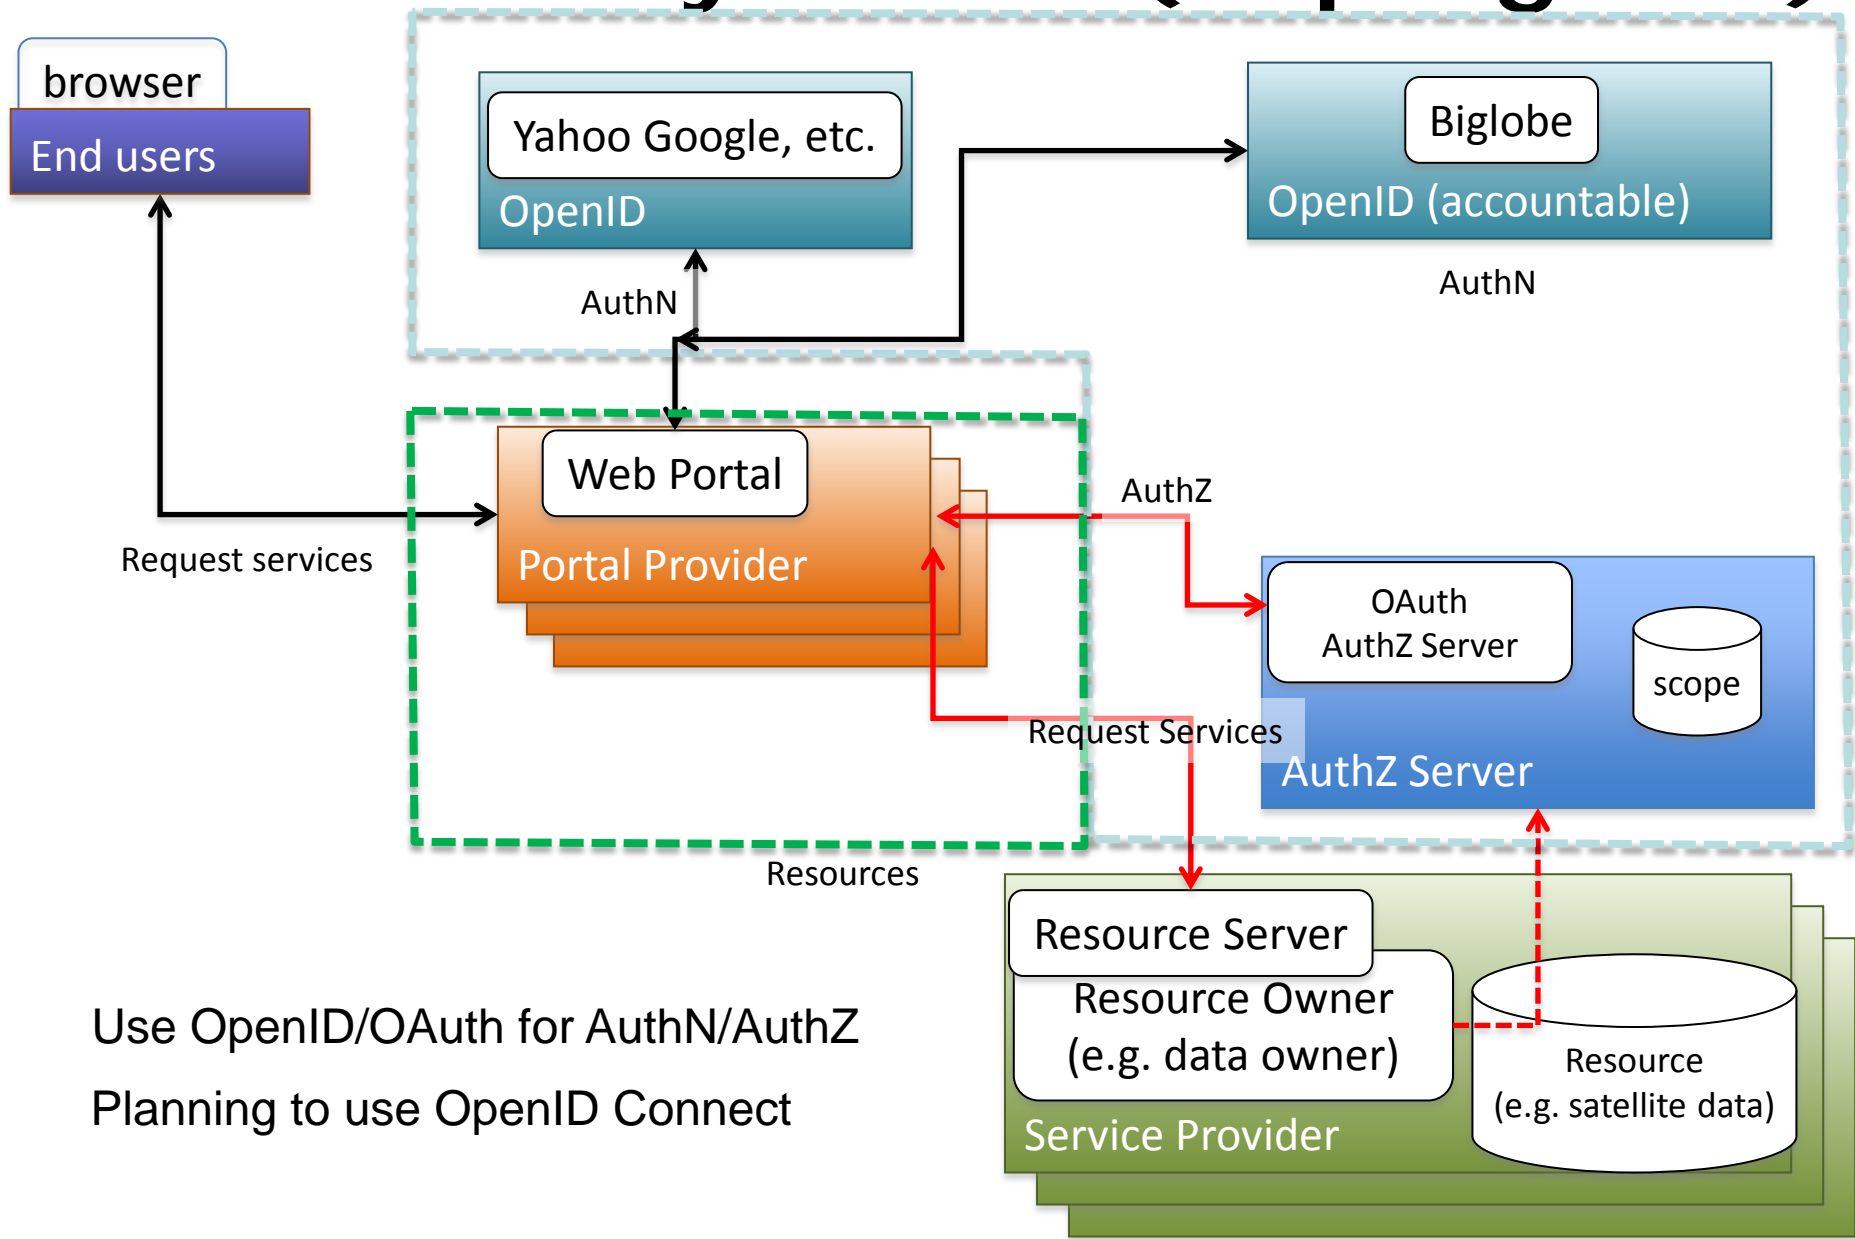 browser
End users
Yahoo Google, etc.
OpenID
Biglobe
OpenID (accountable)
AuthN
AuthN
Web Portal
Portal Provider
Request services
AuthZ
OAuth
AuthZ Server
scope
AuthZ Server
Request Services
Resources
Resource Server
Resource Owner
(e.g. data owner)
Service Provider
Resource
(e.g. satellite data)
Use OpenID/OAuth for AuthN/AuthZ
Planning to use OpenID Connect